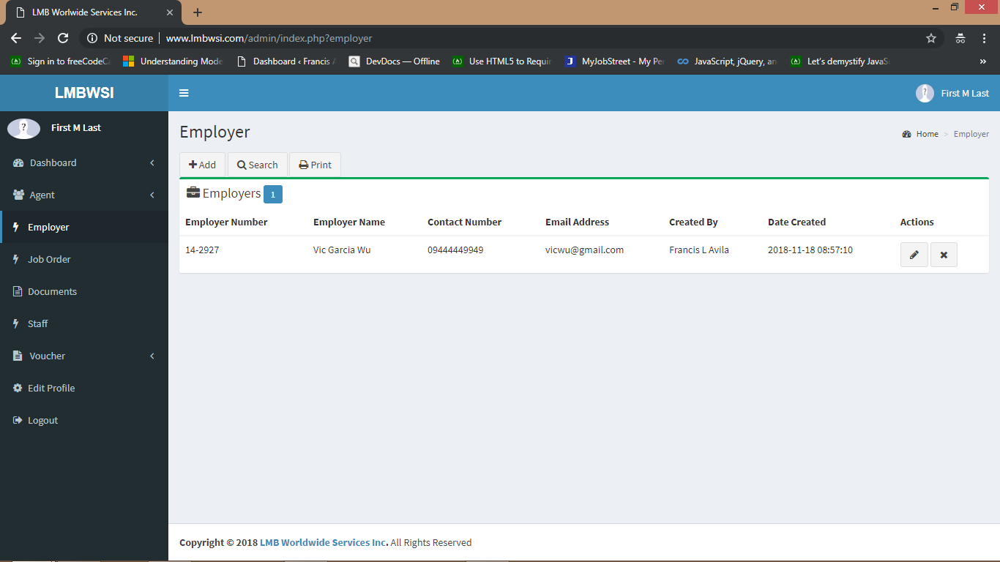 LMB Worlwide Services Inc.
Not secure www.lmbwsi.com/admin/index.php?employer
Sign in to freeCodeC Understanding Mode Dashboard ‹ Francis DevDocs — Offline Use HTML5 to Requir MyJobStreet - My Per JavaScript, jQuery, an Let's demystify JavaS »
LMBWSI
First M Last
First M Last
Dashboard
Agent
Employer
Job Order
Documents
Staff
Voucher
Edit Profile
Logout
Employer
Home > Employer
Add Search Print
Employers 1
Employer Number Employer Name Contact Number Email Address Created By Date Created Actions
14-2927 Vic Garcia Wu 09444449949 vicwu@gmail.com Francis L Avila 2018-11-18 08:57:10
Copyright © 2018 LMB Worldwide Services Inc. All Rights Reserved